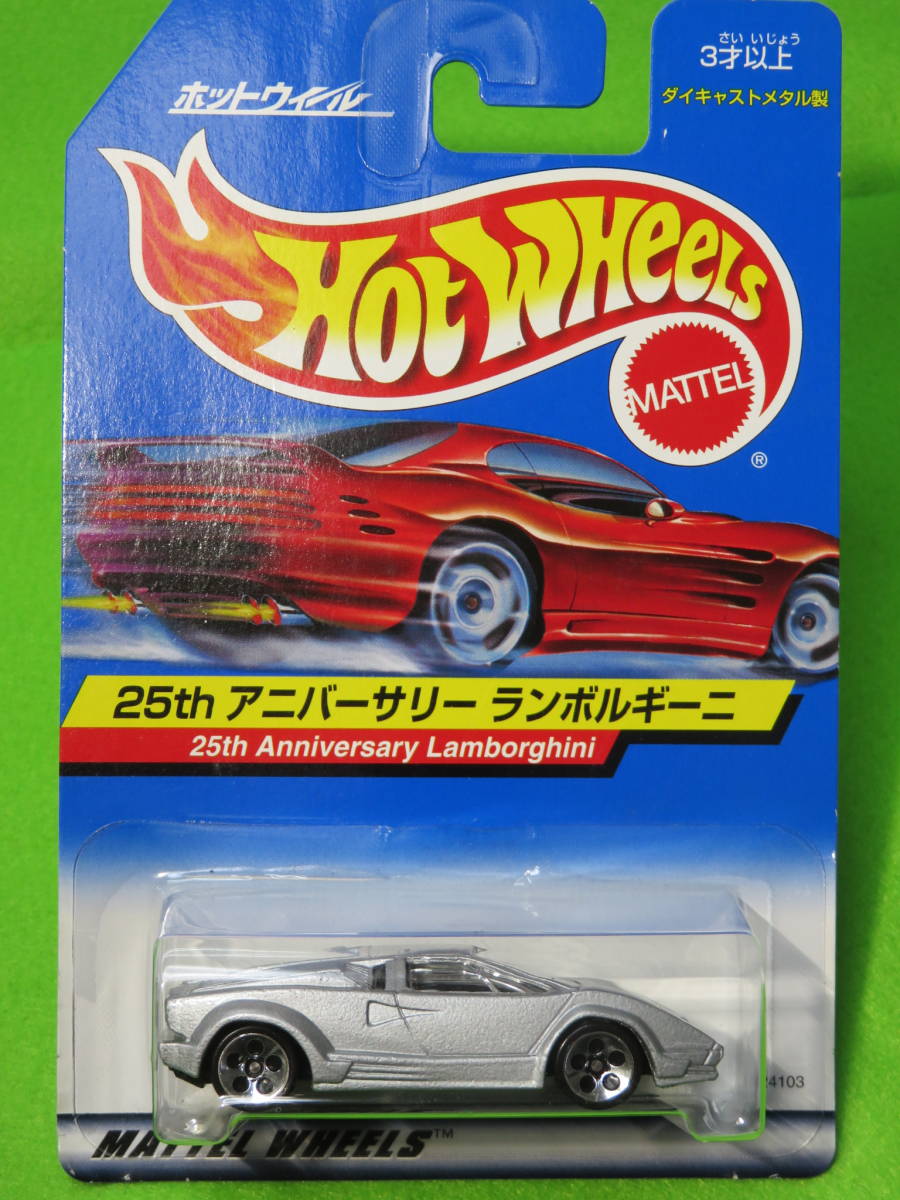 さい いじょう
3才以上
ホットウィール
ダイキャストメタル製
Hot Wheels
MATTEL
®
25th アニバーサリー ランボルギーニ
25th Anniversary Lamborghini
24103
MATTEL WHEELS™